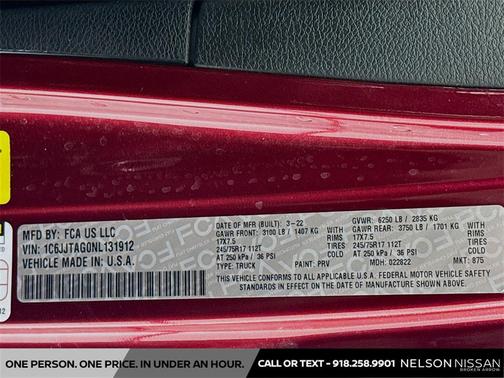 MFD BY: FCA US LLC
VIN: 1C6JJTAG0NL131912
VEHICLE MADE IN: U.S.A.
DATE OF MFR (BUILT): 3-22
GVWR: 6250 LB / 2835 KG
GAWR FRONT: 3100 LB / 1407 KG WITH
GAWR REAR: 3750 LB / 1701 KG WITH
17X7.5 RIMS
17X7.5 RIMS
245/75R17 112T TIRES
245/75R17 112T TIRES
AT 250 kPa / 36 PSI COLD
AT 250 kPa / 36 PSI COLD
THIS VEHICLE CONFORMS TO ALL APPLICABLE U.S.A. FEDERAL MOTOR VEHICLE
SAFETY STANDARDS IN EFFECT ON THE DATE OF MANUFACTURE SHOWN ABOVE.
TYPE: TRUCK PAINT: PRV MDH: 022822 MKT: 875
ONE PERSON. ONE PRICE. IN UNDER AN HOUR.
CALL OR TEXT - 918.258.9901
NELSON NISSAN
BROKEN ARROW